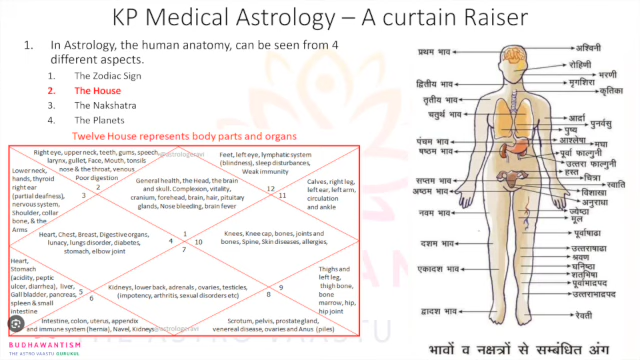 KP Medical Astrology – A curtain Raiser
1. In Astrology, the human anatomy, can be seen from 4
different aspects.
1. The Zodiac Sign
2. The House
3. The Nakshatra
4. The Planets
Twelve House represents body parts and organs
Right eye, upper neck, teeth, gums, speech,
larynx, gullet, Face, Mouth, tonsils
nose & the throat, venous
Poor digestion
2
Feet, left eye, lymphatic system
(blindness), sleep disturbances,
Weak immunity
12
Lower neck,
hands, thyroid
right ear
(partial deafness),
nervous system,
Shoulder, collar
bone, & the
Arms
3
General health, the Head, the brain
and skull. Complexion, vitality,
cranium, forehead, brain, hair, pituitary
glands, Nose bleeding, brain fever
1
Calves, right leg,
left ear, left arm,
circulation
and ankle
11
Heart, Chest, Breast, Digestive organs,
lunacy, lungs disorder, diabetes,
stomach, elbow joint
4
10
7
Knees, Knee cap, bones, joints and
bones, Spine, Skin diseases, allergies,
Heart,
Stomach
(acidity, peptic
ulcer, diarrhea), liver,
Gall bladder, pancreas,
spleen & small
intestine
5
6
Kidneys, lower back, adrenals, ovaries, testicles,
(impotency, arthritis, sexual disorders etc)
8
9
Thighs and
left leg,
thigh bone,
bone
marrow, hip,
hip joint
Intestine, colon, uterus, appendix
and immune system (hernia), Navel, Kidneys
Scrotum, pelvis, prostate gland,
venereal disease, ovaries and Anus (piles)
BUDHAWANTISM
THE ASTRO VAASTU GURUKUL
प्रथम भाव
द्वितीय भाव
तृतीय भाव
चतुर्थ भाव
पंचम भाव
षष्ठम भाव
सप्तम भाव
अष्ठम भाव
नवम भाव
दशम भाव
एकादश भाव
द्वादश भाव
अश्विनी
रोहिणी
भरणी
मृगशिरा
कृतिका
आर्द्रा
पुनर्वसु
पुष्य
आश्लेषा
मघा
पूर्वा फाल्गुनी
उत्तरा फाल्गुनी
हस्त
चित्रा
स्वाति
विशाखा
अनुराधा
ज्येष्ठा
मूल
पूर्वाषाढा
उत्तराषाढा
श्रवण
घनिष्ठा
शतभिषा
पूर्वाभाद्रपद
उत्तराभाद्रपद
रेवती
भावों व नक्षत्रों से सम्बंधित अंग